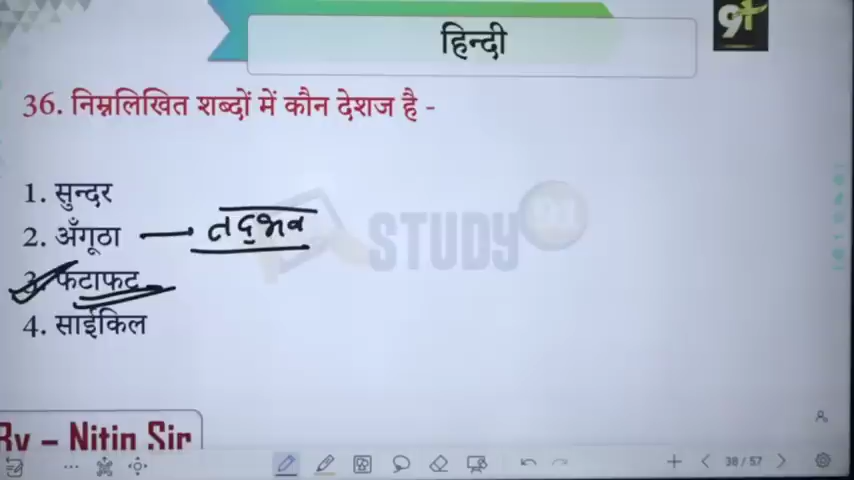 हिन्दी
36. निम्नलिखित शब्दों में कौन देशज है -
1. सुन्दर
2. अँगूठा — तद्भव
3. फटाफट
4. साईकिल
STUDY 91
By – Nitin Sir
38 / 57